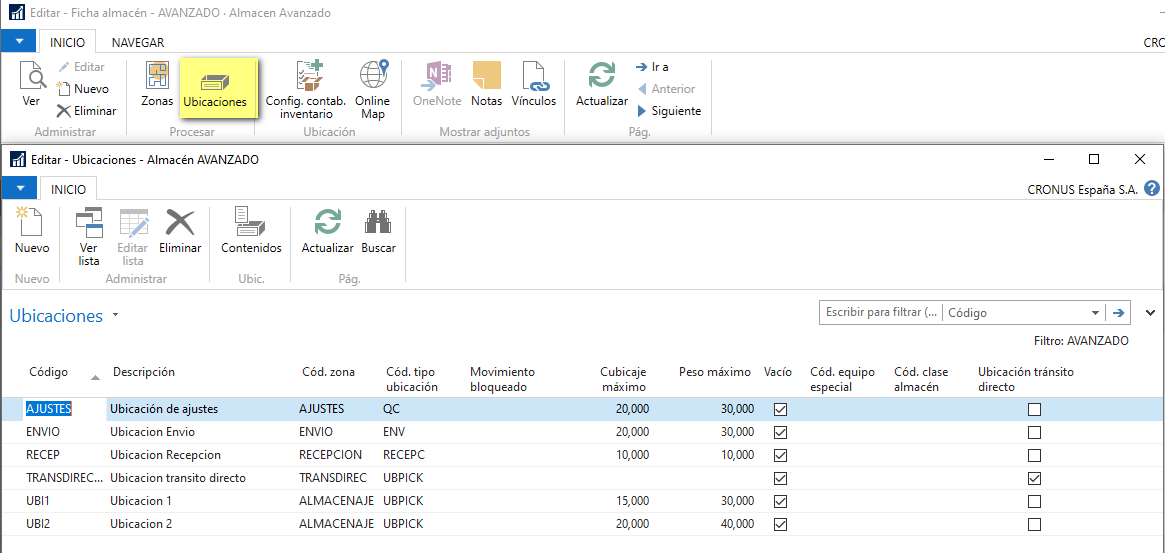 Editar - Ficha almacén - AVANZADO · Almacen Avanzado
INICIO NAVEGAR CRO
Ver
Editar
Nuevo
Eliminar
Administrar
Zonas Ubicaciones
Procesar
Config. contab. inventario
Online Map
Ubicación
OneNote Notas Vínculos
Mostrar adjuntos
Actualizar
Ir a
Anterior
Siguiente
Pág.
Editar - Ubicaciones - Almacén AVANZADO
INICIO CRONUS España S.A. ?
Nuevo
Nuevo
Ver lista
Editar lista
Eliminar
Administrar
Contenidos
Ubic.
Actualizar Buscar
Pág.
Ubicaciones Escribir para filtrar (... Código
Filtro: AVANZADO
Código Descripción Cód. zona Cód. tipo ubicación Movimiento bloqueado Cubicaje máximo Peso máximo Vacío Cód. equipo especial Cód. clase almacén Ubicación tránsito directo
AJUSTES Ubicación de ajustes AJUSTES QC 20,000 30,000
ENVIO Ubicacion Envio ENVIO ENV 20,000 30,000
RECEP Ubicacion Recepcion RECEPCION RECEPC 10,000 10,000
TRANSDIREC... Ubicacion transito directo TRANSDIREC UBPICK
UBI1 Ubicacion 1 ALMACENAJE UBPICK 15,000 30,000
UBI2 Ubicacion 2 ALMACENAJE UBPICK 20,000 40,000